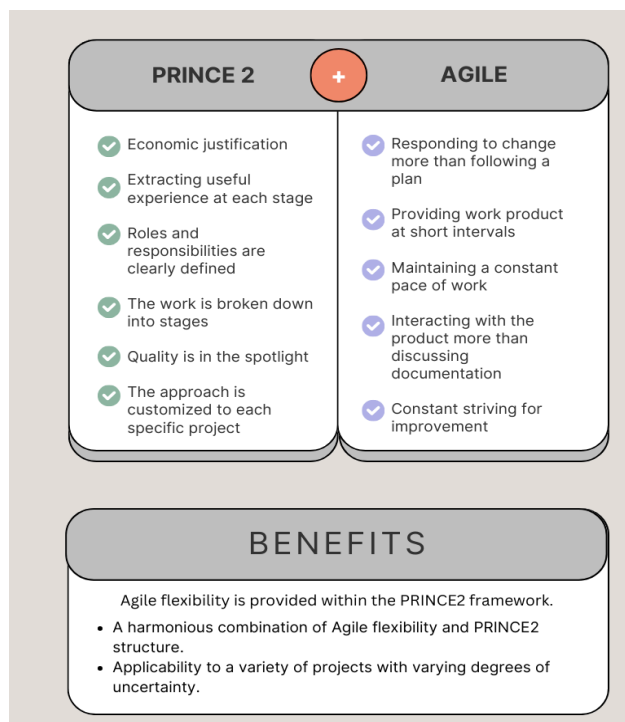 PRINCE 2
+
AGILE
Economic justification
Extracting useful
experience at each stage
Roles and
responsibilities are
clearly defined
The work is broken down
into stages
Quality is in the spotlight
The approach is
customized to each
specific project
Responding to change
more than following a
plan
Providing work product
at short intervals
Maintaining a constant
pace of work
Interacting with the
product more than
discussing
documentation
Constant striving for
improvement
BENEFITS
Agile flexibility is provided within the PRINCE2 framework.
• A harmonious combination of Agile flexibility and PRINCE2
structure.
• Applicability to a variety of projects with varying degrees of
uncertainty.